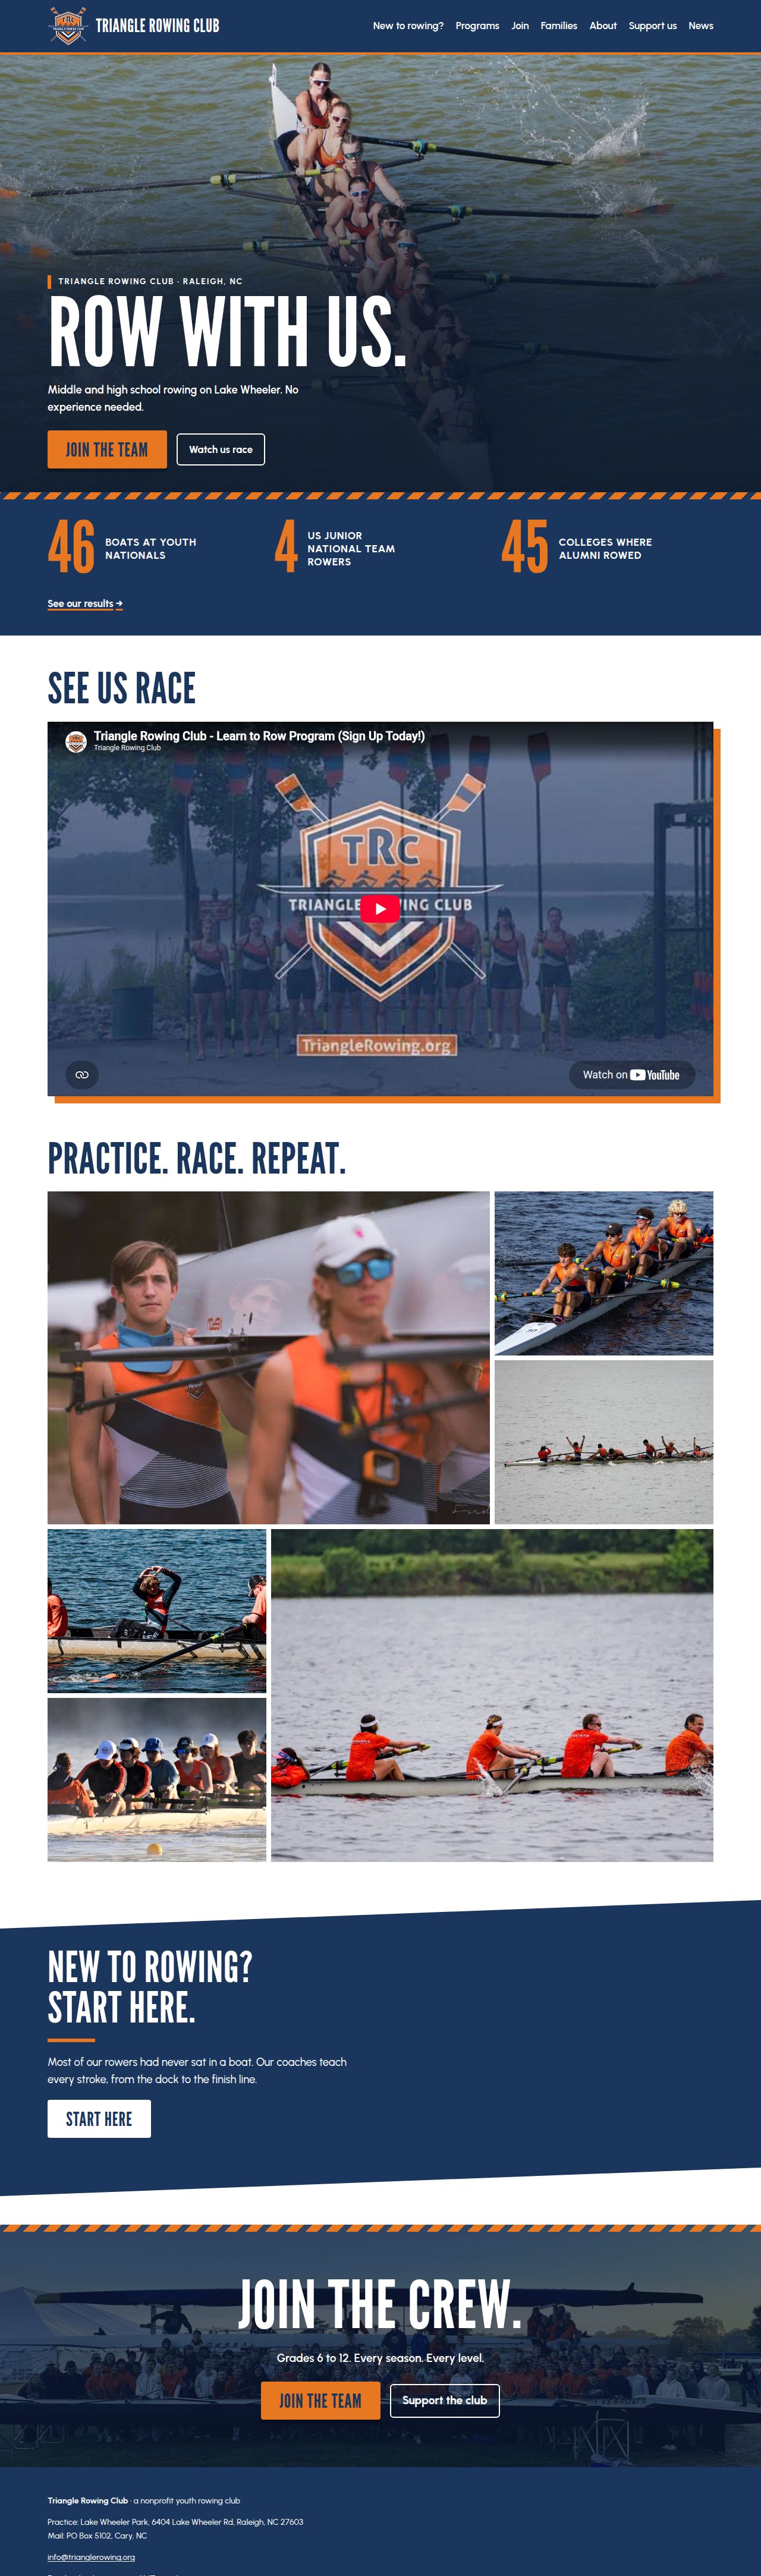 TRIANGLE ROWING CLUB
New to rowing? Programs Join Families About Support us News
TRIANGLE ROWING CLUB · RALEIGH, NC
ROW WITH US.
Middle and high school rowing on Lake Wheeler. No
experience needed.
JOIN THE TEAM
Watch us race
46 BOATS AT YOUTH
NATIONALS
4 US JUNIOR
NATIONAL TEAM
ROWERS
45 COLLEGES WHERE
ALUMNI ROWED
See our results →
SEE US RACE
Triangle Rowing Club - Learn to Row Program (Sign Up Today!)
Triangle Rowing Club
TRC
TriangleRowing.org
Watch on YouTube
PRACTICE. RACE. REPEAT.
NEW TO ROWING?
START HERE.
Most of our rowers had never sat in a boat. Our coaches teach
every stroke, from the dock to the finish line.
START HERE
JOIN THE CREW.
Grades 6 to 12. Every season. Every level.
JOIN THE TEAM
Support the club
Triangle Rowing Club · a nonprofit youth rowing club
Practice: Lake Wheeler Park, 6404 Lake Wheeler Rd, Raleigh, NC 27603
Mail: PO Box 5102, Cary, NC
info@trianglerowing.org